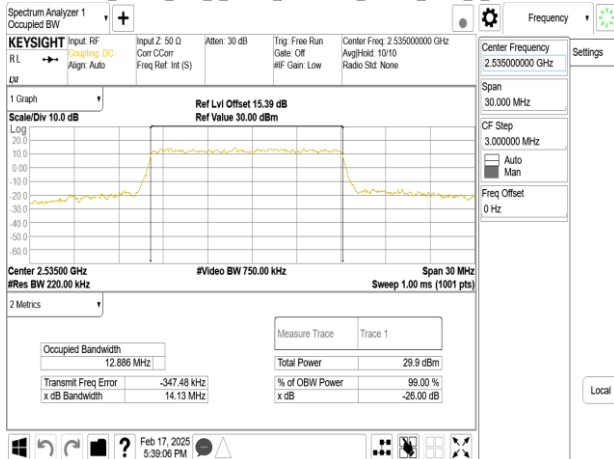 Spectrum Analyzer 1
Occupied BW
Frequency
KEYSIGHT
RL
Input: RF
Coupling: DC
Align: Auto
Input Z: 50 Ω
Corr CCorr
Freq Ref: Int (S)
Atten: 30 dB
Trig: Free Run
Gate: Off
#IF Gain: Low
Center Freq: 2.535000000 GHz
Avg|Hold: 10/10
Radio Std: None
LXI
Center Frequency
2.535000000 GHz
Settings
Span
30.000 MHz
CF Step
3.000000 MHz
Auto
Man
Freq Offset
0 Hz
1 Graph
Scale/Div 10.0 dB
Ref Lvl Offset 15.39 dB
Ref Value 30.00 dBm
Log
20.0
10.0
0.00
-10.0
-20.0
-30.0
-40.0
-50.0
-60.0
Center 2.53500 GHz
#Res BW 220.00 kHz
#Video BW 750.00 kHz
Span 30 MHz
Sweep 1.00 ms (1001 pts)
2 Metrics
Measure Trace
Trace 1
Occupied Bandwidth
12.886 MHz
Total Power
29.9 dBm
Transmit Freq Error
-347.48 kHz
% of OBW Power
99.00 %
x dB Bandwidth
14.13 MHz
x dB
-26.00 dB
Local
?
Feb 17, 2025
5:39:06 PM